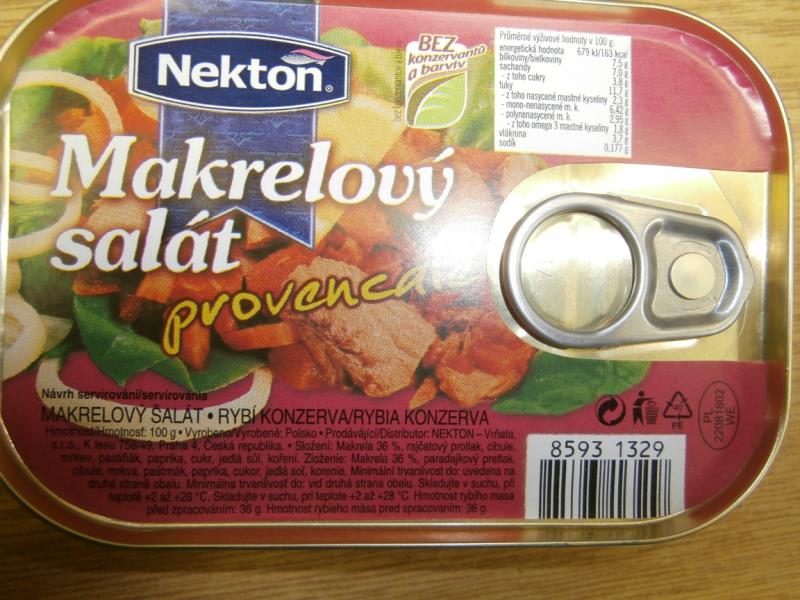 Nekton®
BEZ
konzervantů
a barviv
Průměrné výživové hodnoty v 100 g:
energetická hodnota 679 kJ/163 kcal
bílkoviny/bielkoviny 7,5 g
sacharidy 7,0 g
- z toho cukry 3,8 g
tuky 11,7 g
- z toho nasycené mastné kyseliny 2,3 g
- mono-nenasycené m. k. 6,42 g
- polynenasycené m. k. 2,95 g
- z toho omega 3 mastné kyseliny 1,8 g
vláknina 3,7 g
sodík 0,177 g
Makrelový
salát
provencal
Návrh servírování/servírovania
MAKRELOVÝ SALÁT • RYBÍ KONZERVA/RYBIA KONZERVA
Hmotnost/Hmotnosť: 100 g • Vyrobeno/Vyrobené: Polsko • Prodávající/Distributor: NEKTON – Vrňata,
s.r.o., K lesu 758/49, Praha 4, Česká republika. • Složení: Makrela 36 %, rajčatový protlak, cibule,
mrkev, pastiňák, paprika, cukr, jedlá sůl, koření. Zloženie: Makrela 36 %, paradajkový pretlak,
cibuľa, mrkva, paštrnák, paprika, cukor, jedlá soľ, korenie. Minimální trvanlivost do: uvedena na
druhé straně obalu. Minimálna trvanlivosť do: viď druhá strana obalu. Skladujte v suchu, při
teplotě +2 až +28 °C. Skladujte v suchu, pri teplote +2 až +28 °C. Hmotnost rybího masa
před zpracováním: 36 g. Hmotnosť rybieho mäsa pred spracovaním: 36 g.
40
FE
PL
22081802
WE
8593 1329